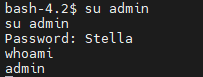 bash-4.2$ su admin
su admin
Password: Stella
whoami
admin